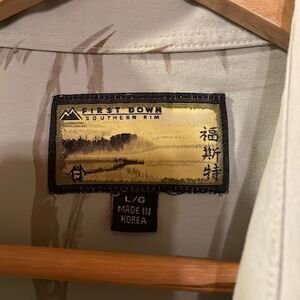 FIRST DOWN
SOUTHERN RIM
福斯特
L/G
MADE IN
KOREA